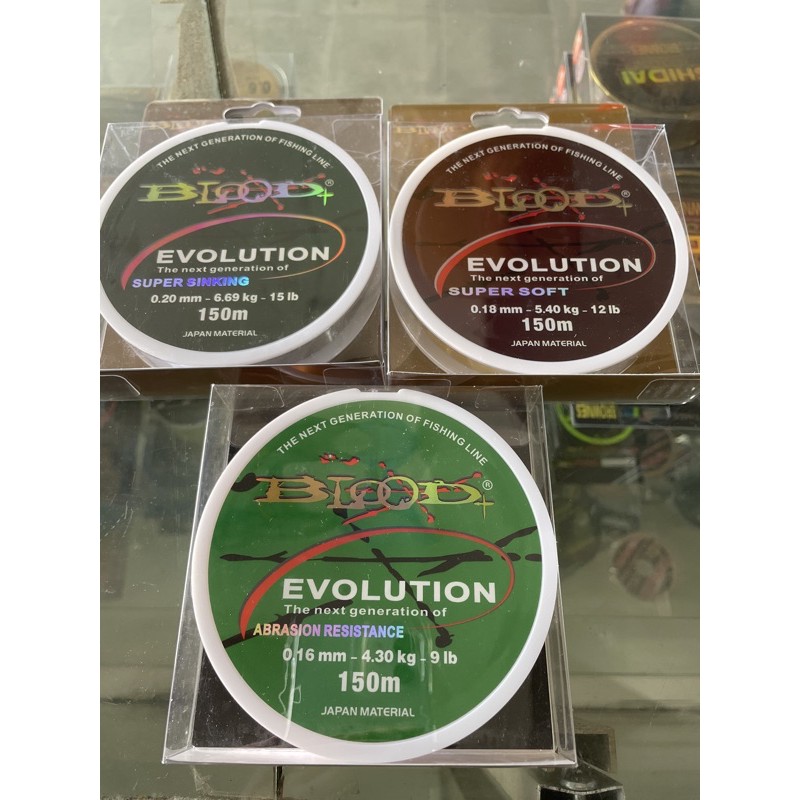 THE NEXT GENERATION OF FISHING LINE
BLOOD+®
EVOLUTION
The next generation of
SUPER SINKING
0.20 mm – 6.69 kg – 15 lb
150m
JAPAN MATERIAL
THE NEXT GENERATION OF FISHING LINE
BLOOD+®
EVOLUTION
The next generation of
SUPER SOFT
0.18 mm – 5.40 kg – 12 lb
150m
JAPAN MATERIAL
THE NEXT GENERATION OF FISHING LINE
BLOOD+®
EVOLUTION
The next generation of
ABRASION RESISTANCE
0.16 mm – 4.30 kg – 9 lb
150m
JAPAN MATERIAL